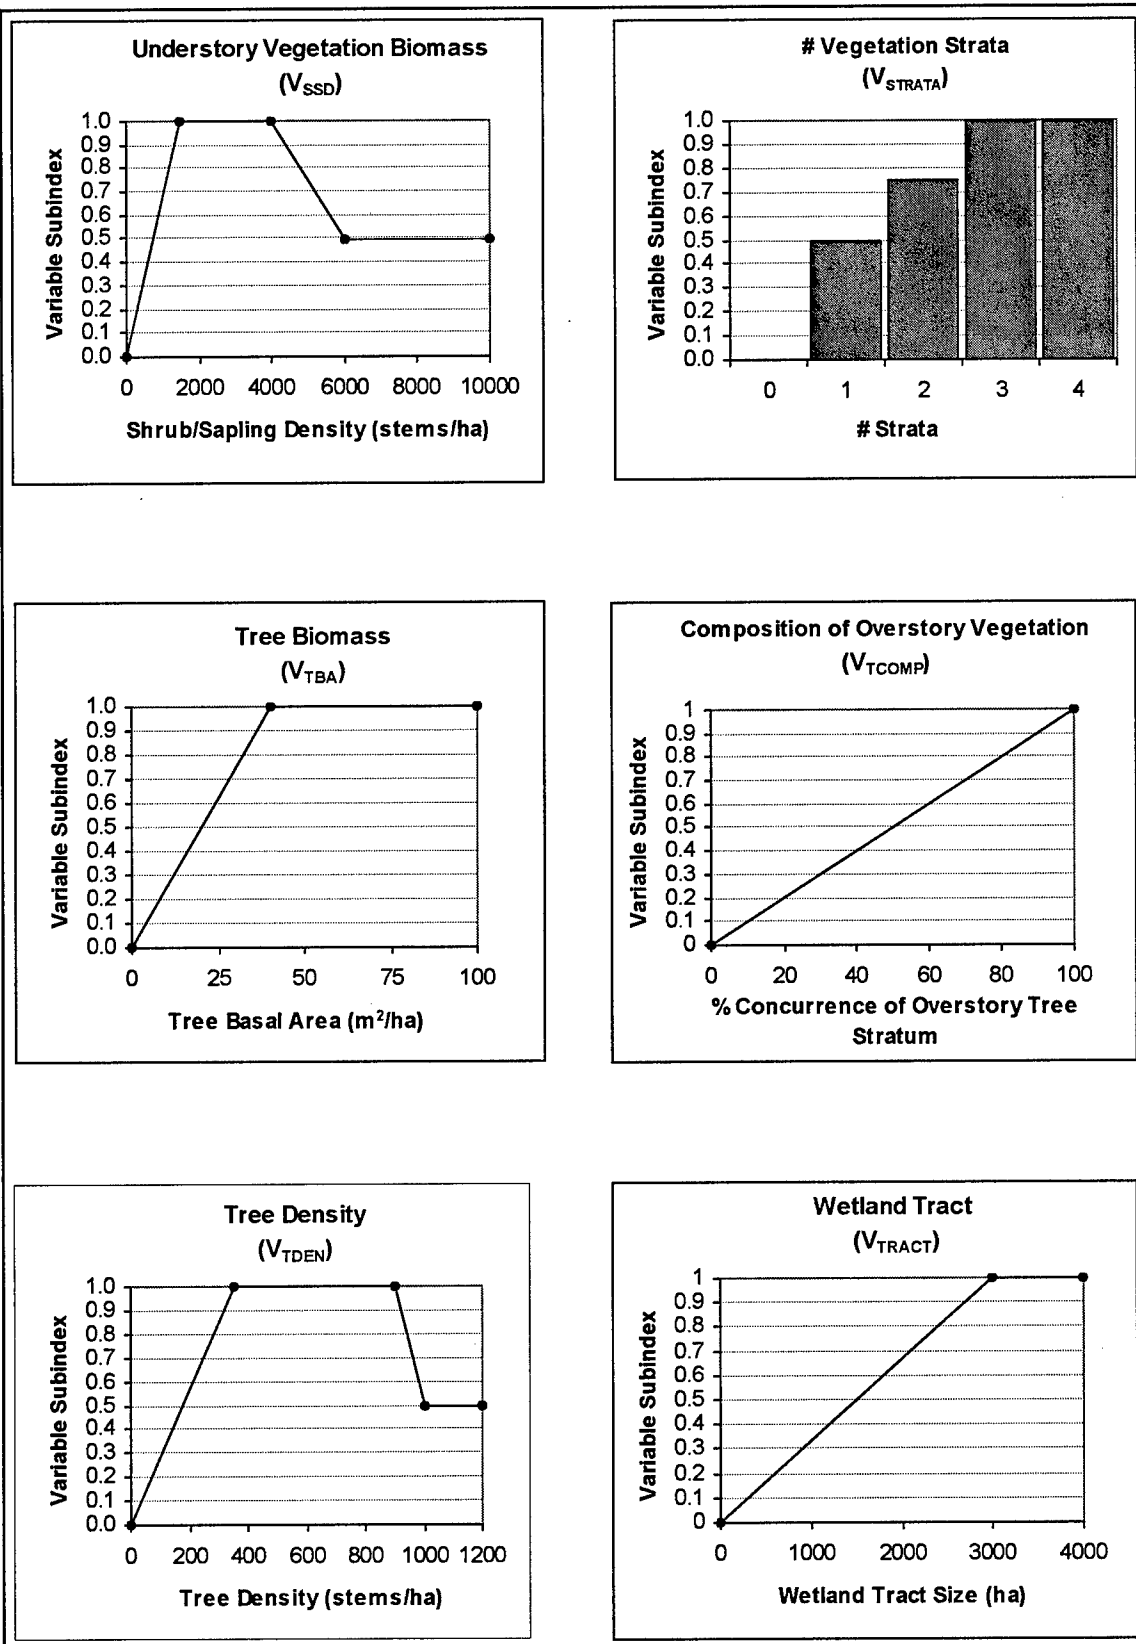 Understory Vegetation Biomass
(V_SSD)
1.0
0.9
0.8
0.7
0.6
0.5
0.4
0.3
0.2
0.1
0.0
Variable Subindex
0 2000 4000 6000 8000 10000
Shrub/Sapling Density (stems/ha)
# Vegetation Strata
(V_STRATA)
1.0
0.9
0.8
0.7
0.6
0.5
0.4
0.3
0.2
0.1
0.0
Variable Subindex
0 1 2 3 4
# Strata
Tree Biomass
(V_TBA)
1.0
0.9
0.8
0.7
0.6
0.5
0.4
0.3
0.2
0.1
0.0
Variable Subindex
0 25 50 75 100
Tree Basal Area (m²/ha)
Composition of Overstory Vegetation
(V_TCOMP)
1
0.9
0.8
0.7
0.6
0.5
0.4
0.3
0.2
0.1
0
Variable Subindex
0 20 40 60 80 100
% Concurrence of Overstory Tree
Stratum
Tree Density
(V_TDEN)
1.0
0.9
0.8
0.7
0.6
0.5
0.4
0.3
0.2
0.1
0.0
Variable Subindex
0 200 400 600 800 1000 1200
Tree Density (stems/ha)
Wetland Tract
(V_TRACT)
1
0.9
0.8
0.7
0.6
0.5
0.4
0.3
0.2
0.1
0
Variable Subindex
0 1000 2000 3000 4000
Wetland Tract Size (ha)